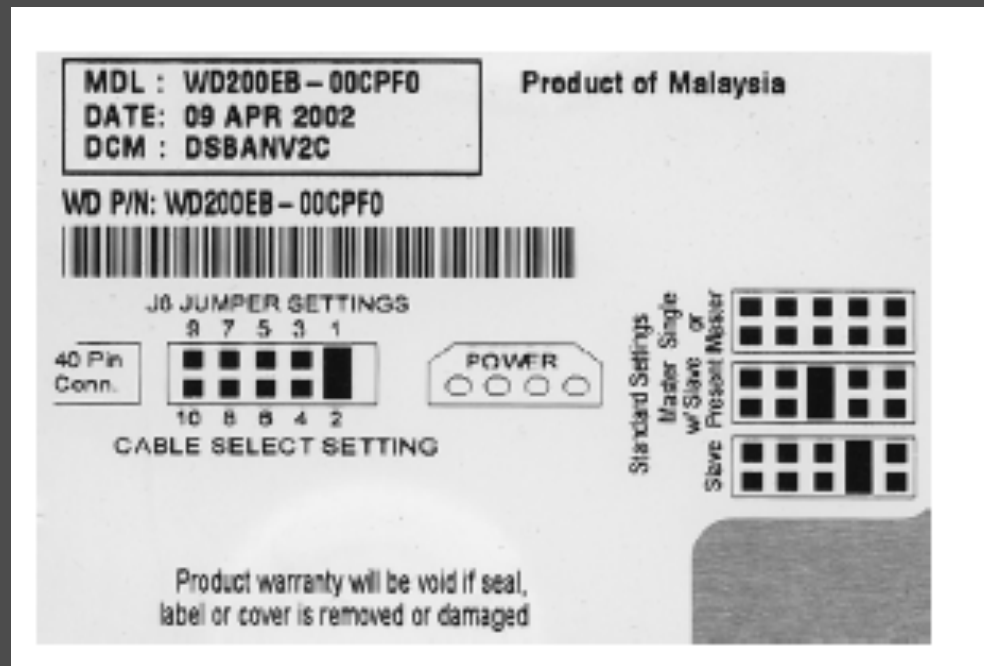 MDL : WD200EB – 00CPF0
DATE: 09 APR 2002
DCM : DSBANV2C
Product of Malaysia
WD P/N: WD200EB – 00CPF0
J8 JUMPER SETTINGS
9 7 5 3 1
40 Pin
Conn.
10 8 6 4 2
CABLE SELECT SETTING
POWER
Standard Settings
Single or Master
Master w/ Slave Present
Slave
Product warranty will be void if seal,
label or cover is removed or damaged